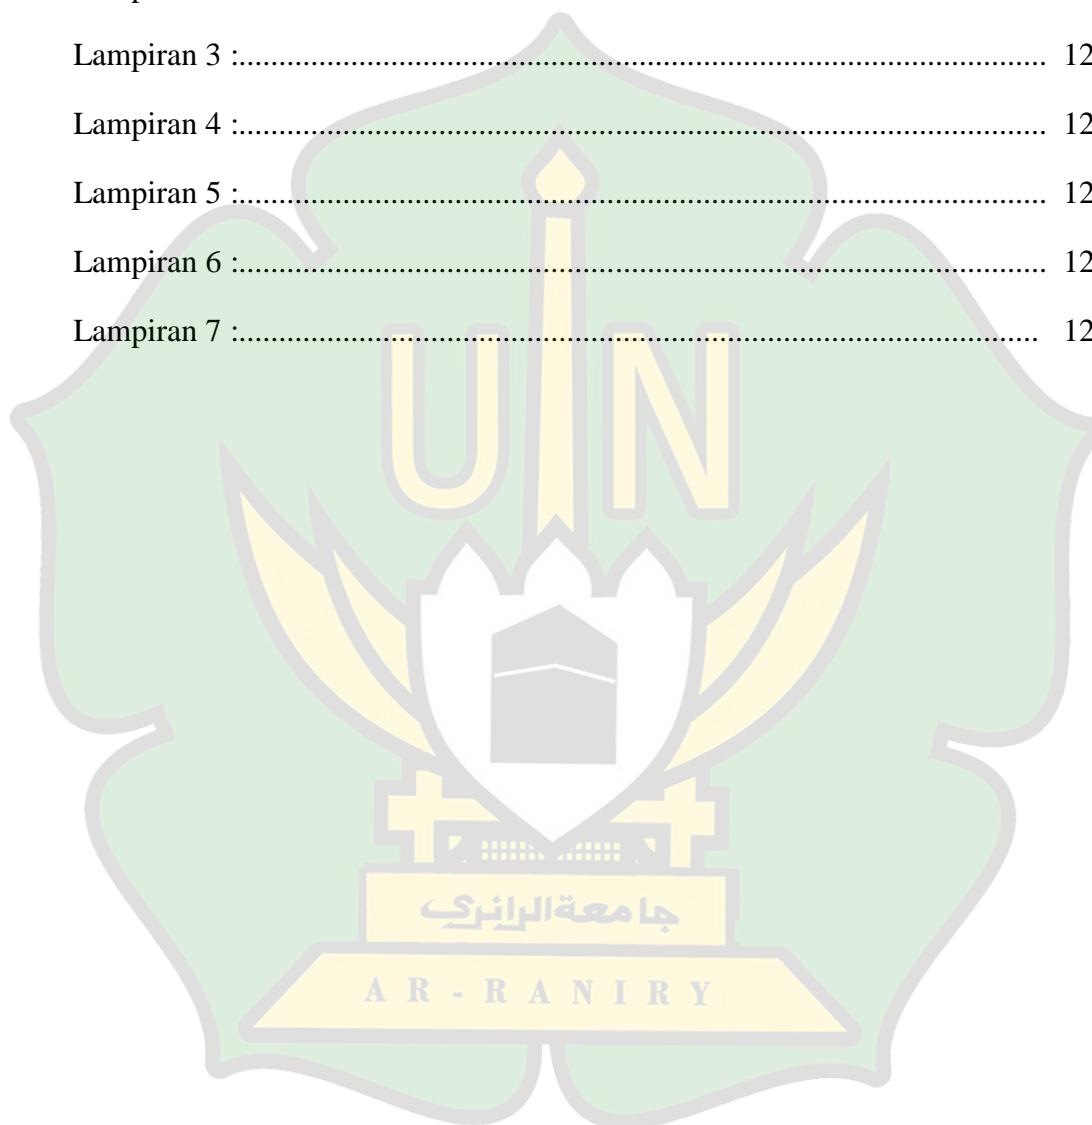 Lampiran 3 :........................................................................................................ 12
Lampiran 4 :........................................................................................................ 12
Lampiran 5 :........................................................................................................ 12
Lampiran 6 :........................................................................................................ 12
Lampiran 7 :....................................................................................................... 12
UIN
جامعةالرانري
AR-RANIRY